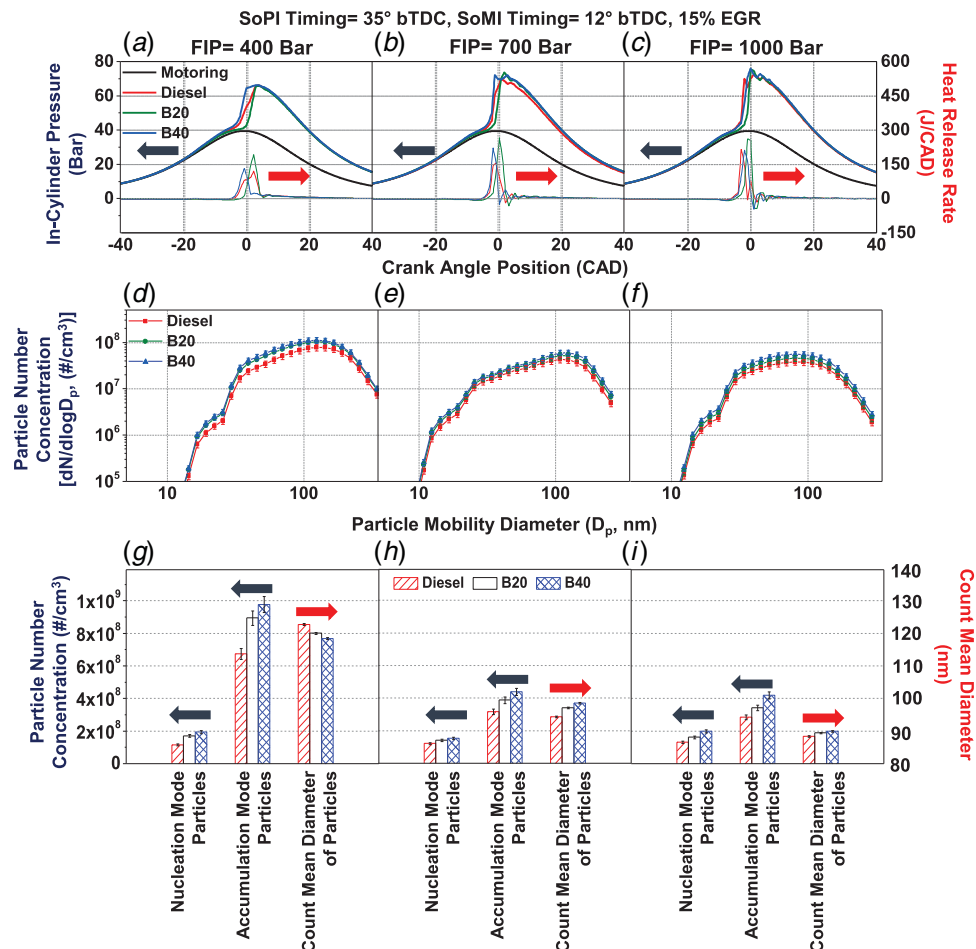 SoPI Timing= 35° bTDC, SoMI Timing= 12° bTDC, 15% EGR
(a) FIP= 400 Bar (b) FIP= 700 Bar (c) FIP= 1000 Bar
In-Cylinder Pressure
(Bar)
80
60
40
20
0
Motoring
Diesel
B20
B40
600
450
300
150
0
-150
Heat Release Rate
(J/CAD)
-40 -20 0 20 -40 -20 0 20 -40 -20 0 20 40
Crank Angle Position (CAD)
(d) (e) (f)
Particle Number
Concentration
[dN/dlogDp, (#/cm³)]
10⁸
10⁷
10⁶
10⁵
Diesel
B20
B40
10 100 10 100 10 100
Particle Mobility Diameter (Dp, nm)
(g) (h) (i)
Particle Number
Concentration (#/cm³)
1x10⁹
8x10⁸
6x10⁸
4x10⁸
2x10⁸
0
Diesel B20 B40
140
130
120
114
102
90
80
Count Mean Diameter
(nm)
Nucleation Mode
Particles
Accumulation Mode
Particles
Count Mean Diameter
of Particles
Nucleation Mode
Particles
Accumulation Mode
Particles
Count Mean Diameter
of Particles
Nucleation Mode
Particles
Accumulation Mode
Particles
Count Mean Diameter
of Particles